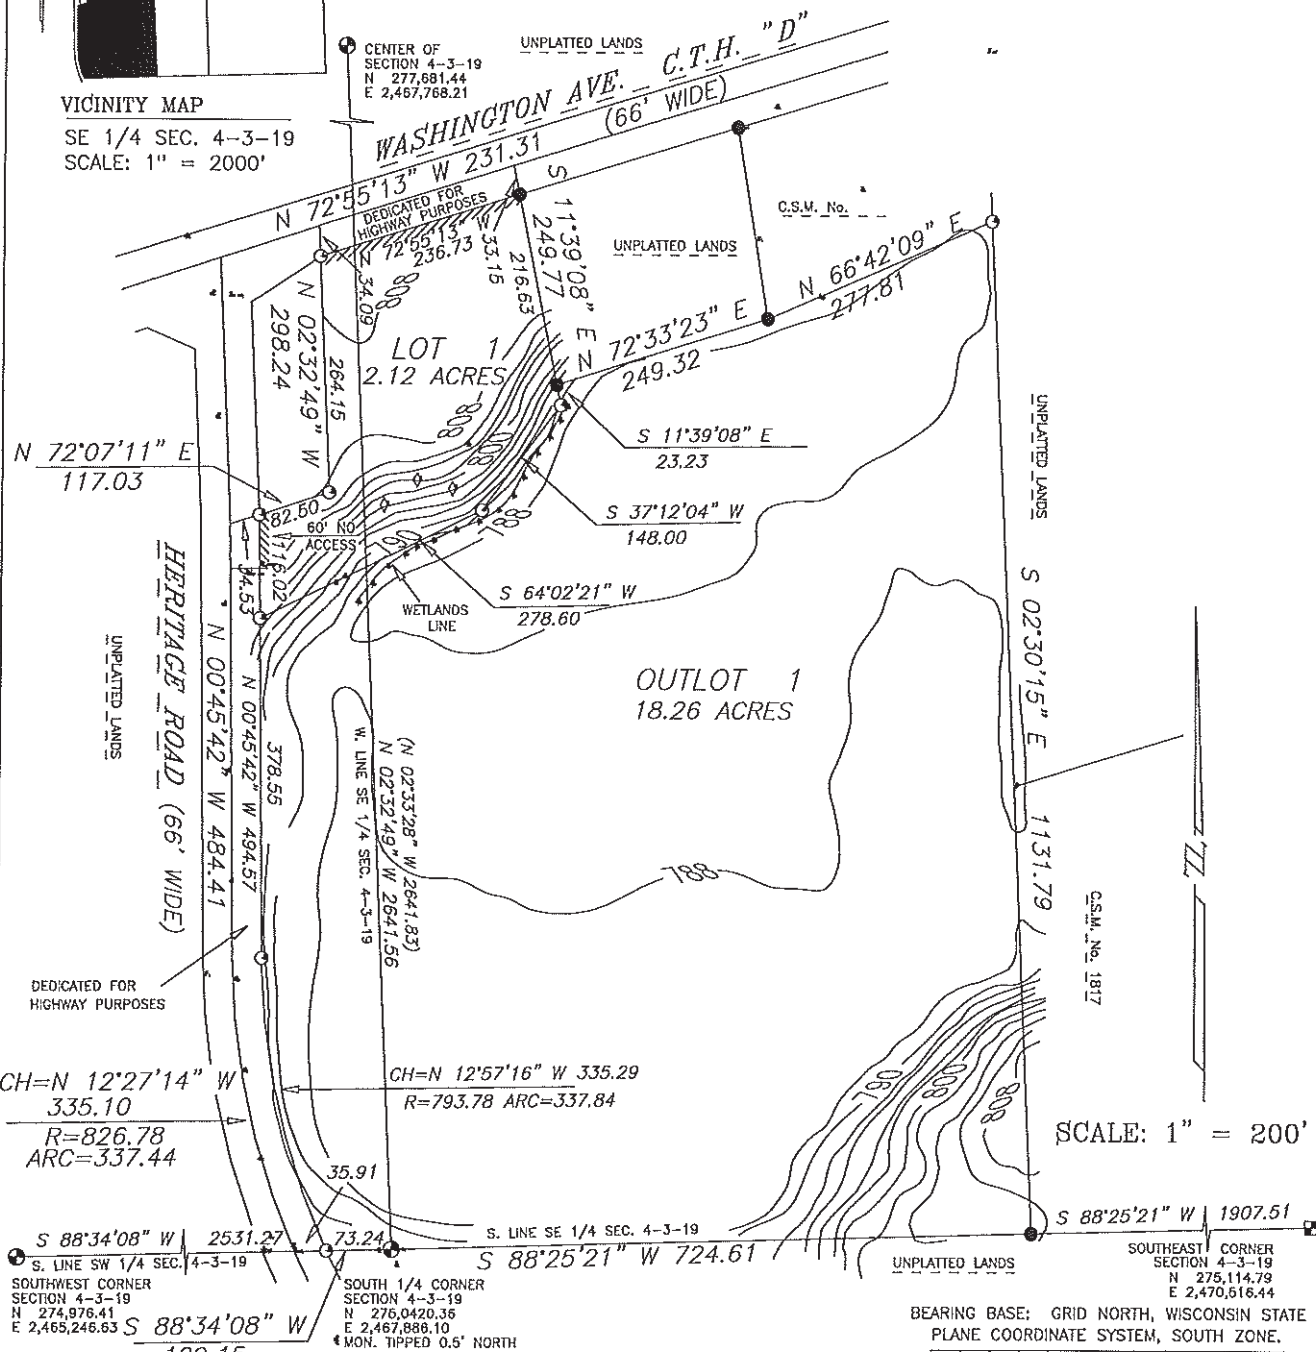 VICINITY MAP
SE 1/4 SEC. 4-3-19
SCALE: 1" = 2000'
CENTER OF
SECTION 4-3-19
N 277,681.44
E 2,467,768.21
UNPLATTED LANDS
WASHINGTON AVE. C.T.H. "D"
(66' WIDE)
N 72°55'13" W 231.31
DEDICATED FOR
HIGHWAY PURPOSES
N 72°55'13" W
236.73
33.15
34.09
808
S 11°39'08" E
249.77
216.63
C.S.M. No.
UNPLATTED LANDS
N 66°42'09" E
277.81
N 72°33'23" E
249.32
N 02°32'49" W
298.24
264.15
LOT 1
2.12 ACRES
808
800
S 11°39'08" E
23.23
N 72°07'11" E
117.03
82.50
60' NO
ACCESS
116.02
34.53
790
788
S 37°12'04" W
148.00
S 64°02'21" W
278.60
WETLANDS
LINE
UNPLATTED LANDS
HERITAGE ROAD (66' WIDE)
UNPLATTED LANDS
N 00°45'42" W 484.41
N 00°45'42" W 494.57
378.55
OUTLOT 1
18.26 ACRES
S 02°30'15" E 1131.79
W. LINE SE 1/4 SEC. 4-3-19
N 02°32'49" W 2641.56
(N 02°33'28" W 2641.83)
788
C.S.M. No. 1817
DEDICATED FOR
HIGHWAY PURPOSES
CH=N 12°27'14" W
335.10
R=826.78
ARC=337.44
CH=N 12°57'16" W 335.29
R=793.78 ARC=337.84
790
800
808
SCALE: 1" = 200'
35.91
S 88°34'08" W 2531.27
73.24
S. LINE SW 1/4 SEC. 4-3-19
S. LINE SE 1/4 SEC. 4-3-19
S 88°25'21" W 724.61
S 88°25'21" W 1907.51
UNPLATTED LANDS
SOUTHWEST CORNER
SECTION 4-3-19
N 274,976.41
E 2,465,246.63
S 88°34'08" W
SOUTH 1/4 CORNER
SECTION 4-3-19
N 276,0420.36
E 2,467,886.10
MON. TIPPED 0.5' NORTH
SOUTHEAST CORNER
SECTION 4-3-19
N 275,114.79
E 2,470,616.44
BEARING BASE: GRID NORTH, WISCONSIN STATE
PLANE COORDINATE SYSTEM, SOUTH ZONE.